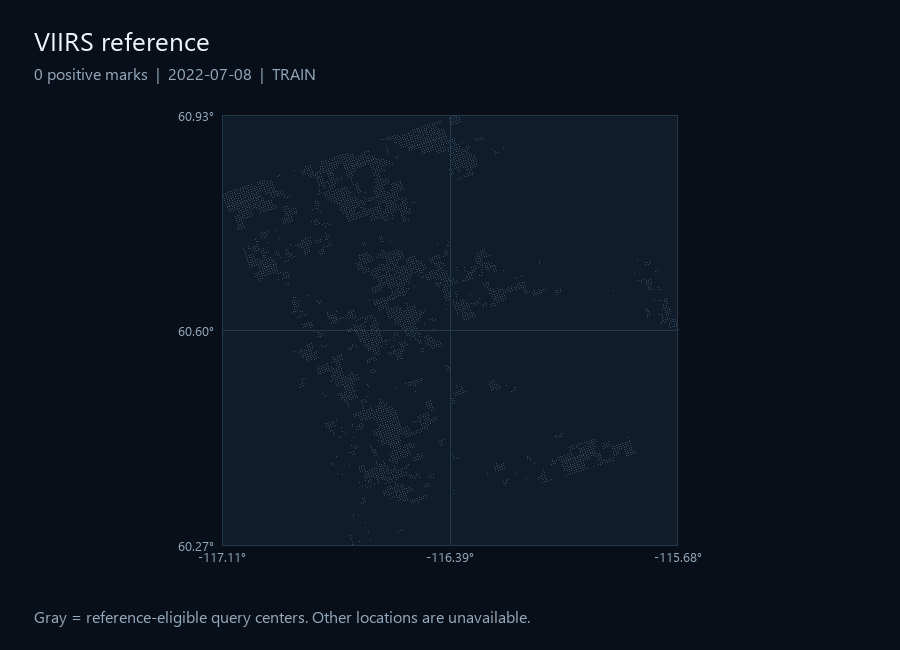 VIIRS reference
0 positive marks | 2022-07-08 | TRAIN
60.93°
60.60°
60.27°
-117.11°
-116.39°
-115.68°
Gray = reference-eligible query centers. Other locations are unavailable.